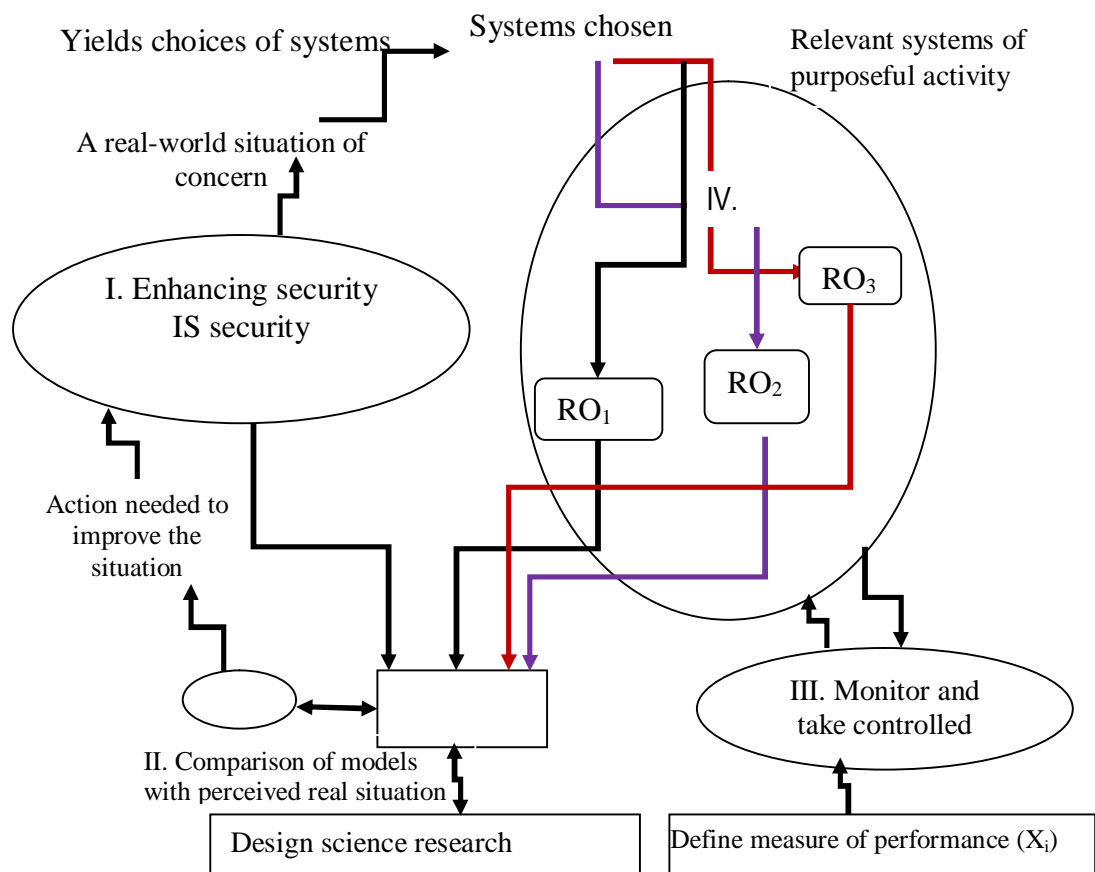 Yields choices of systems
Systems chosen
Relevant systems of
purposeful activity
A real-world situation of
concern
IV.
I. Enhancing security
IS security
RO₃
RO₂
RO₁
Action needed to
improve the
situation
III. Monitor and
take controlled
II. Comparison of models
with perceived real situation
Design science research
Define measure of performance (Xᵢ)